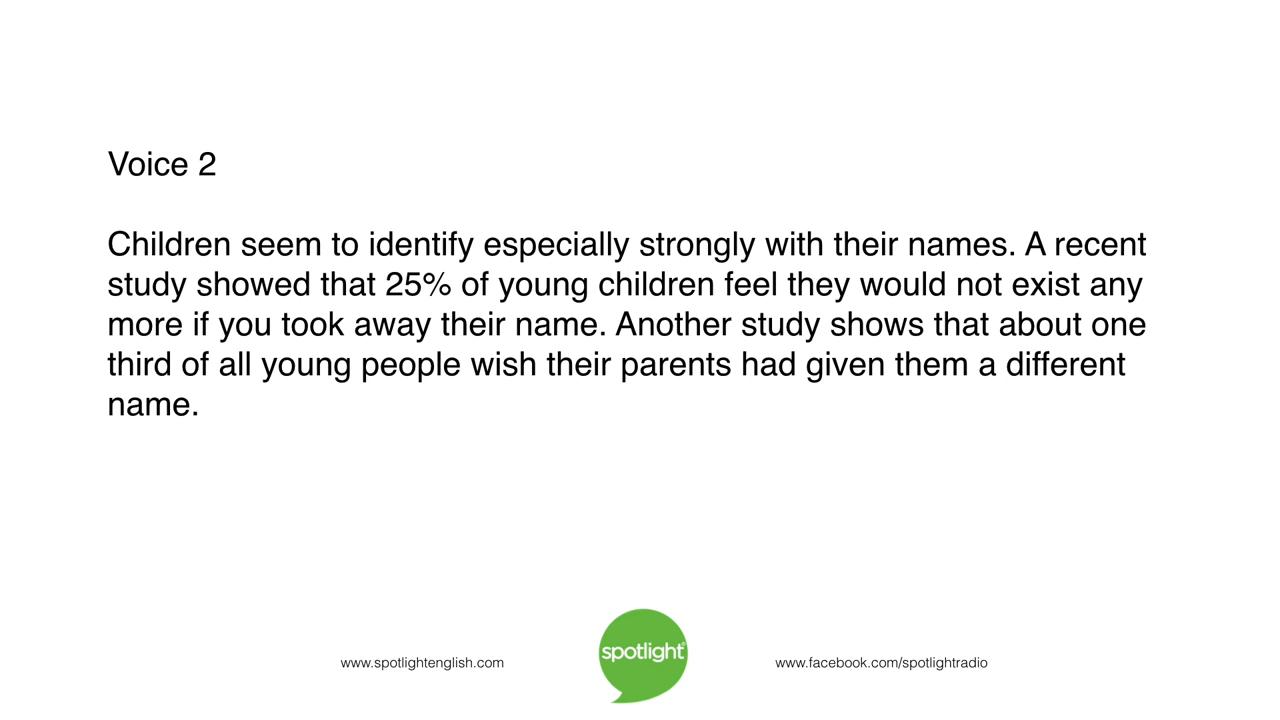 Voice 2
Children seem to identify especially strongly with their names. A recent
study showed that 25% of young children feel they would not exist any
more if you took away their name. Another study shows that about one
third of all young people wish their parents had given them a different
name.
www.spotlightenglish.com
spotlight
www.facebook.com/spotlightradio